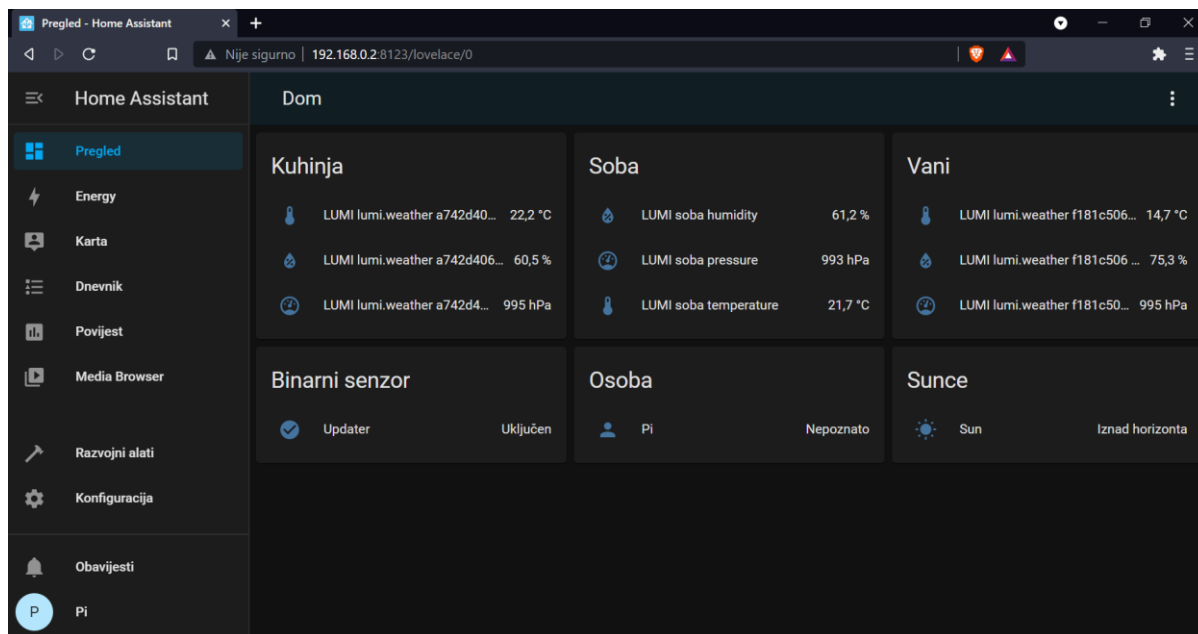 Pregled - Home Assistant
Nije sigurno | 192.168.0.2:8123/lovelace/0
Home Assistant
Dom
Pregled
Energy
Karta
Dnevnik
Povijest
Media Browser
Razvojni alati
Konfiguracija
Obavijesti
P
Pi
Kuhinja
LUMI lumi.weather a742d40... 22,2 °C
LUMI lumi.weather a742d406... 60,5 %
LUMI lumi.weather a742d4... 995 hPa
Soba
LUMI soba humidity 61,2 %
LUMI soba pressure 993 hPa
LUMI soba temperature 21,7 °C
Vani
LUMI lumi.weather f181c506... 14,7 °C
LUMI lumi.weather f181c506 ... 75,3 %
LUMI lumi.weather f181c50... 995 hPa
Binarni senzor
Updater Uključen
Osoba
Pi Nepoznato
Sunce
Sun Iznad horizonta